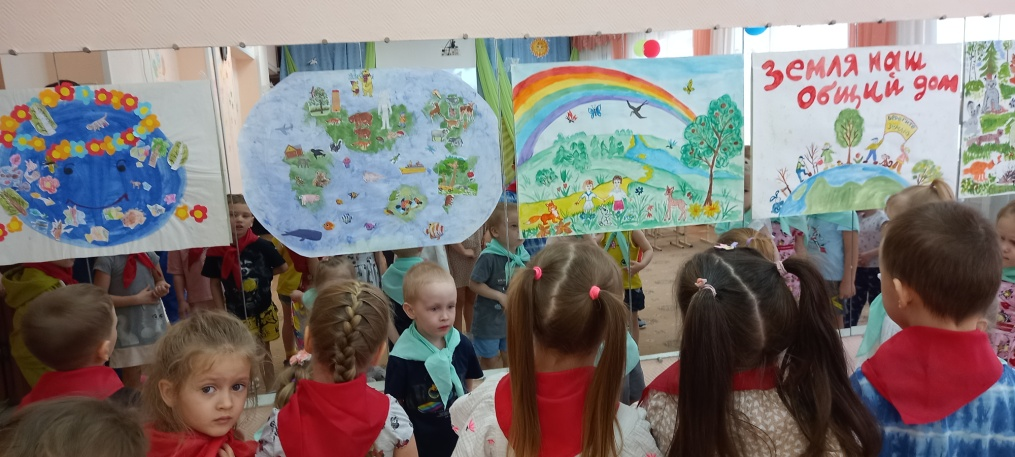 Земля наш
общий дом